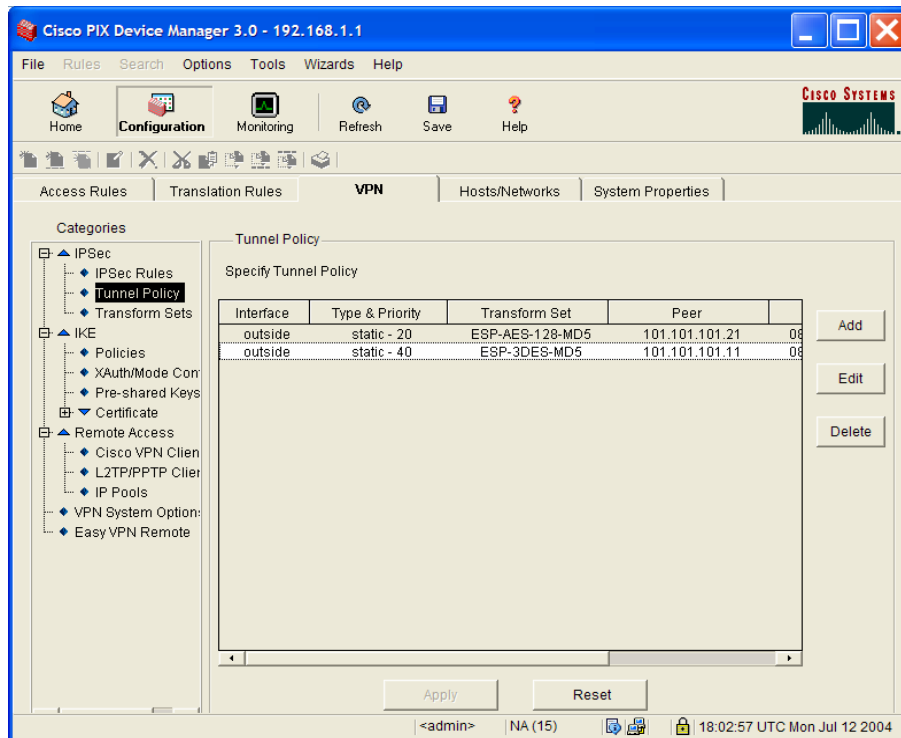 Cisco PIX Device Manager 3.0 - 192.168.1.1
File Rules Search Options Tools Wizards Help
Home Configuration Monitoring Refresh Save Help
CISCO SYSTEMS
Access Rules Translation Rules VPN Hosts/Networks System Properties
Categories
IPSec
IPSec Rules
Tunnel Policy
Transform Sets
IKE
Policies
XAuth/Mode Con
Pre-shared Keys
Certificate
Remote Access
Cisco VPN Clien
L2TP/PPTP Clier
IP Pools
VPN System Option
Easy VPN Remote
Tunnel Policy
Specify Tunnel Policy
Interface Type & Priority Transform Set Peer
outside static - 20 ESP-AES-128-MD5 101.101.101.21 08
outside static - 40 ESP-3DES-MD5 101.101.101.11 08
Add
Edit
Delete
Apply Reset
<admin> NA (15) 18:02:57 UTC Mon Jul 12 2004